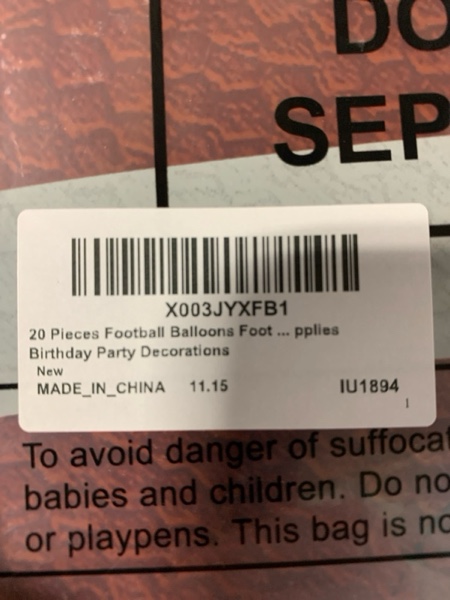 DO
SEP
X003JYXFB1
20 Pieces Football Balloons Foot ... pplies
Birthday Party Decorations
New
MADE_IN_CHINA 11.15 IU1894
1
To avoid danger of suffocat
babies and children. Do no
or playpens. This bag is no